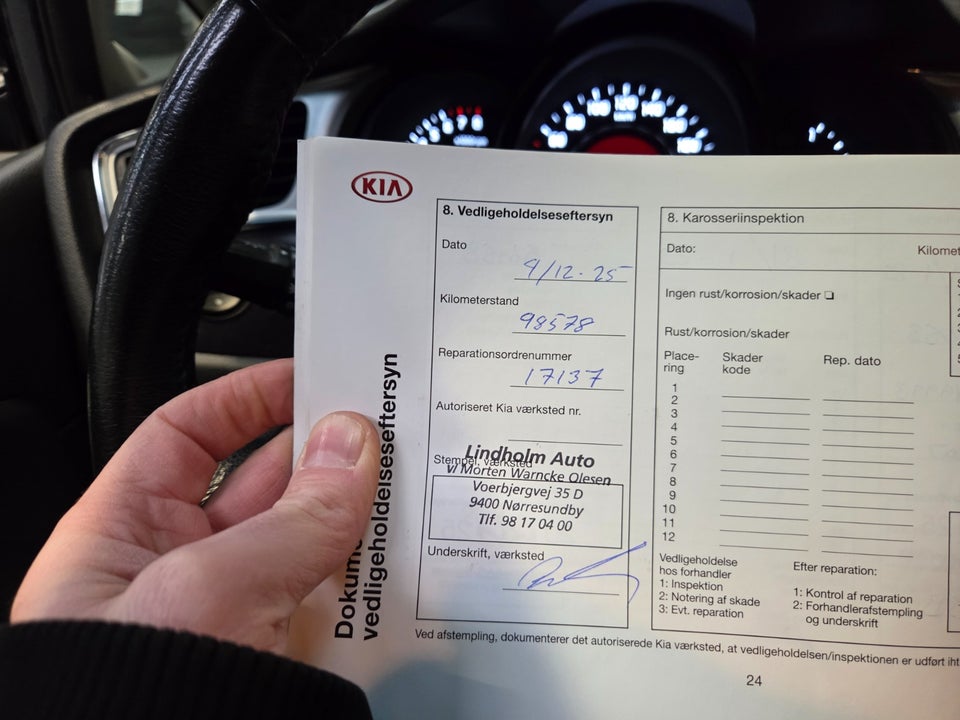 KIA
8. Vedligeholdelseseftersyn
Dato
9/12-25
Kilometerstand
98578
Reparationsordrenummer
17137
Autoriseret Kia værksted nr.
Stempel, værksted
Lindholm Auto
v/ Morten Warncke Olesen
Voerbjergvej 35 D
9400 Nørresundby
Tlf. 98 17 04 00
Underskrift, værksted
8. Karosseriinspektion
Dato:
Ingen rust/korrosion/skader
Rust/korrosion/skader
Place-
ring
Skader
kode
Rep. dato
1
2
3
4
5
6
7
8
9
10
11
12
Vedligeholdelse
hos forhandler
1: Inspektion
2: Notering af skade
3: Evt. reparation
Efter reparation:
1: Kontrol af reparation
2: Forhandlerafstempling
og underskrift
Ved afstempling, dokumenterer det autoriserede Kia værksted, at vedligeholdelsen/inspektionen er udført
24
vedligeholdelseseftersyn